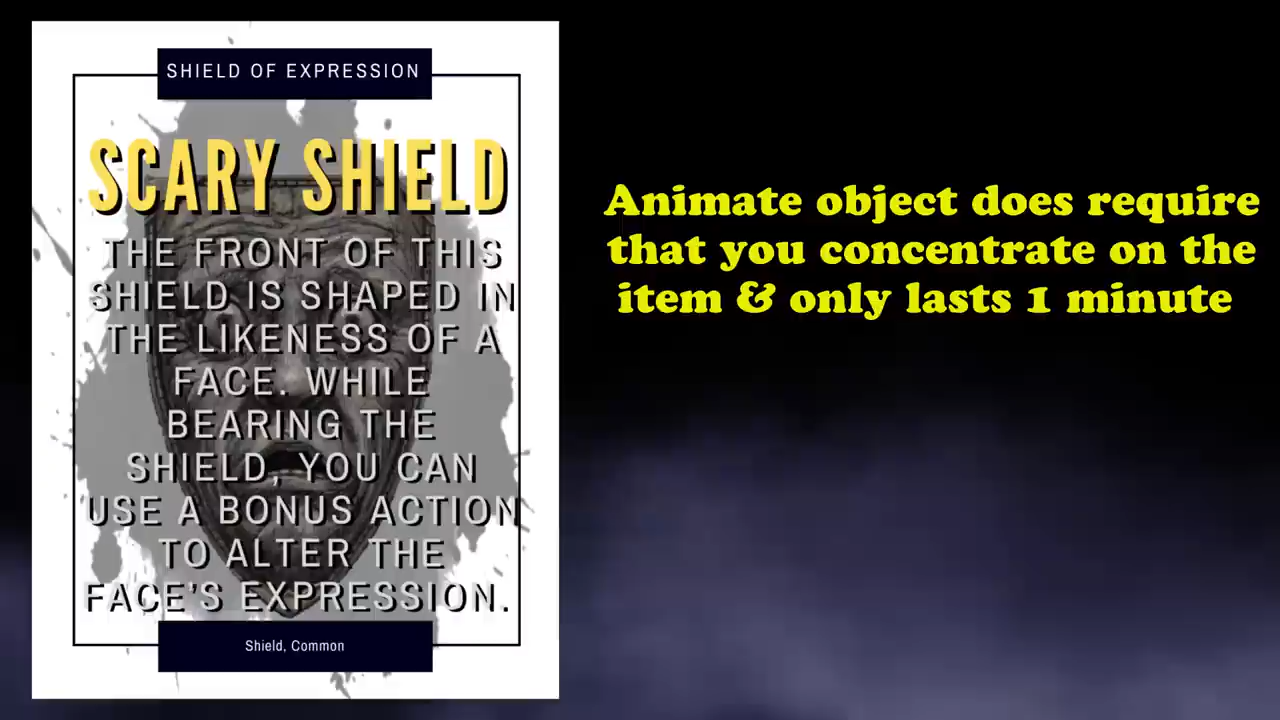 SHIELD OF EXPRESSION
SCARY SHIELD
THE FRONT OF THIS
SHIELD IS SHAPED IN
THE LIKENESS OF A
FACE. WHILE
BEARING THE
SHIELD, YOU CAN
USE A BONUS ACTION
TO ALTER THE
FACE'S EXPRESSION.
Shield, Common
Animate object does require
that you concentrate on the
item & only lasts 1 minute